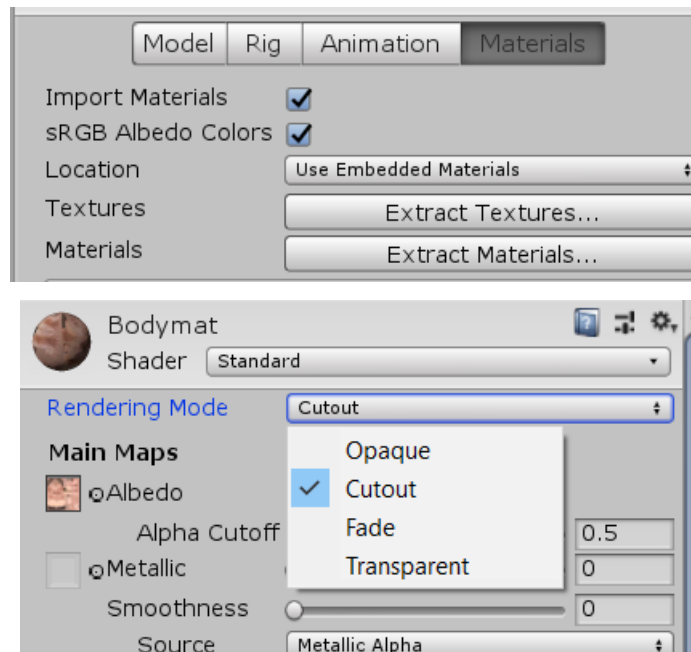 Model Rig Animation Materials
Import Materials
sRGB Albedo Colors
Location Use Embedded Materials
Textures Extract Textures...
Materials Extract Materials...
Bodymat
Shader Standard
Rendering Mode Cutout
Main Maps Opaque
Albedo Cutout
Alpha Cutoff Fade 0.5
Metallic Transparent 0
Smoothness 0
Source Metallic Alpha